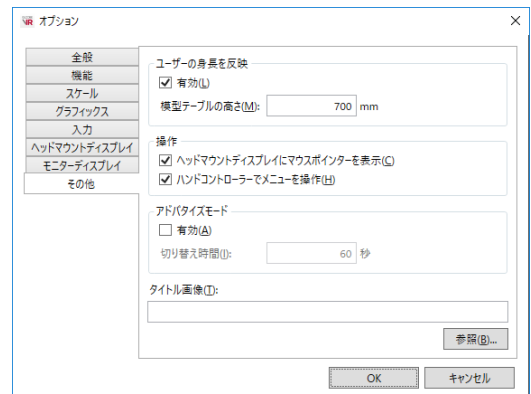 VR オプション
全般
機能
スケール
グラフィックス
入力
ヘッドマウントディスプレイ
モニターディスプレイ
その他
ユーザーの身長を反映
有効(L)
模型テーブルの高さ(M): 700 mm
操作
ヘッドマウントディスプレイにマウスポインターを表示(C)
ハンドコントローラーでメニューを操作(H)
アドバタイズモード
有効(A)
切り替え時間(I): 60 秒
タイトル画像(T):
参照(B)...
OK キャンセル